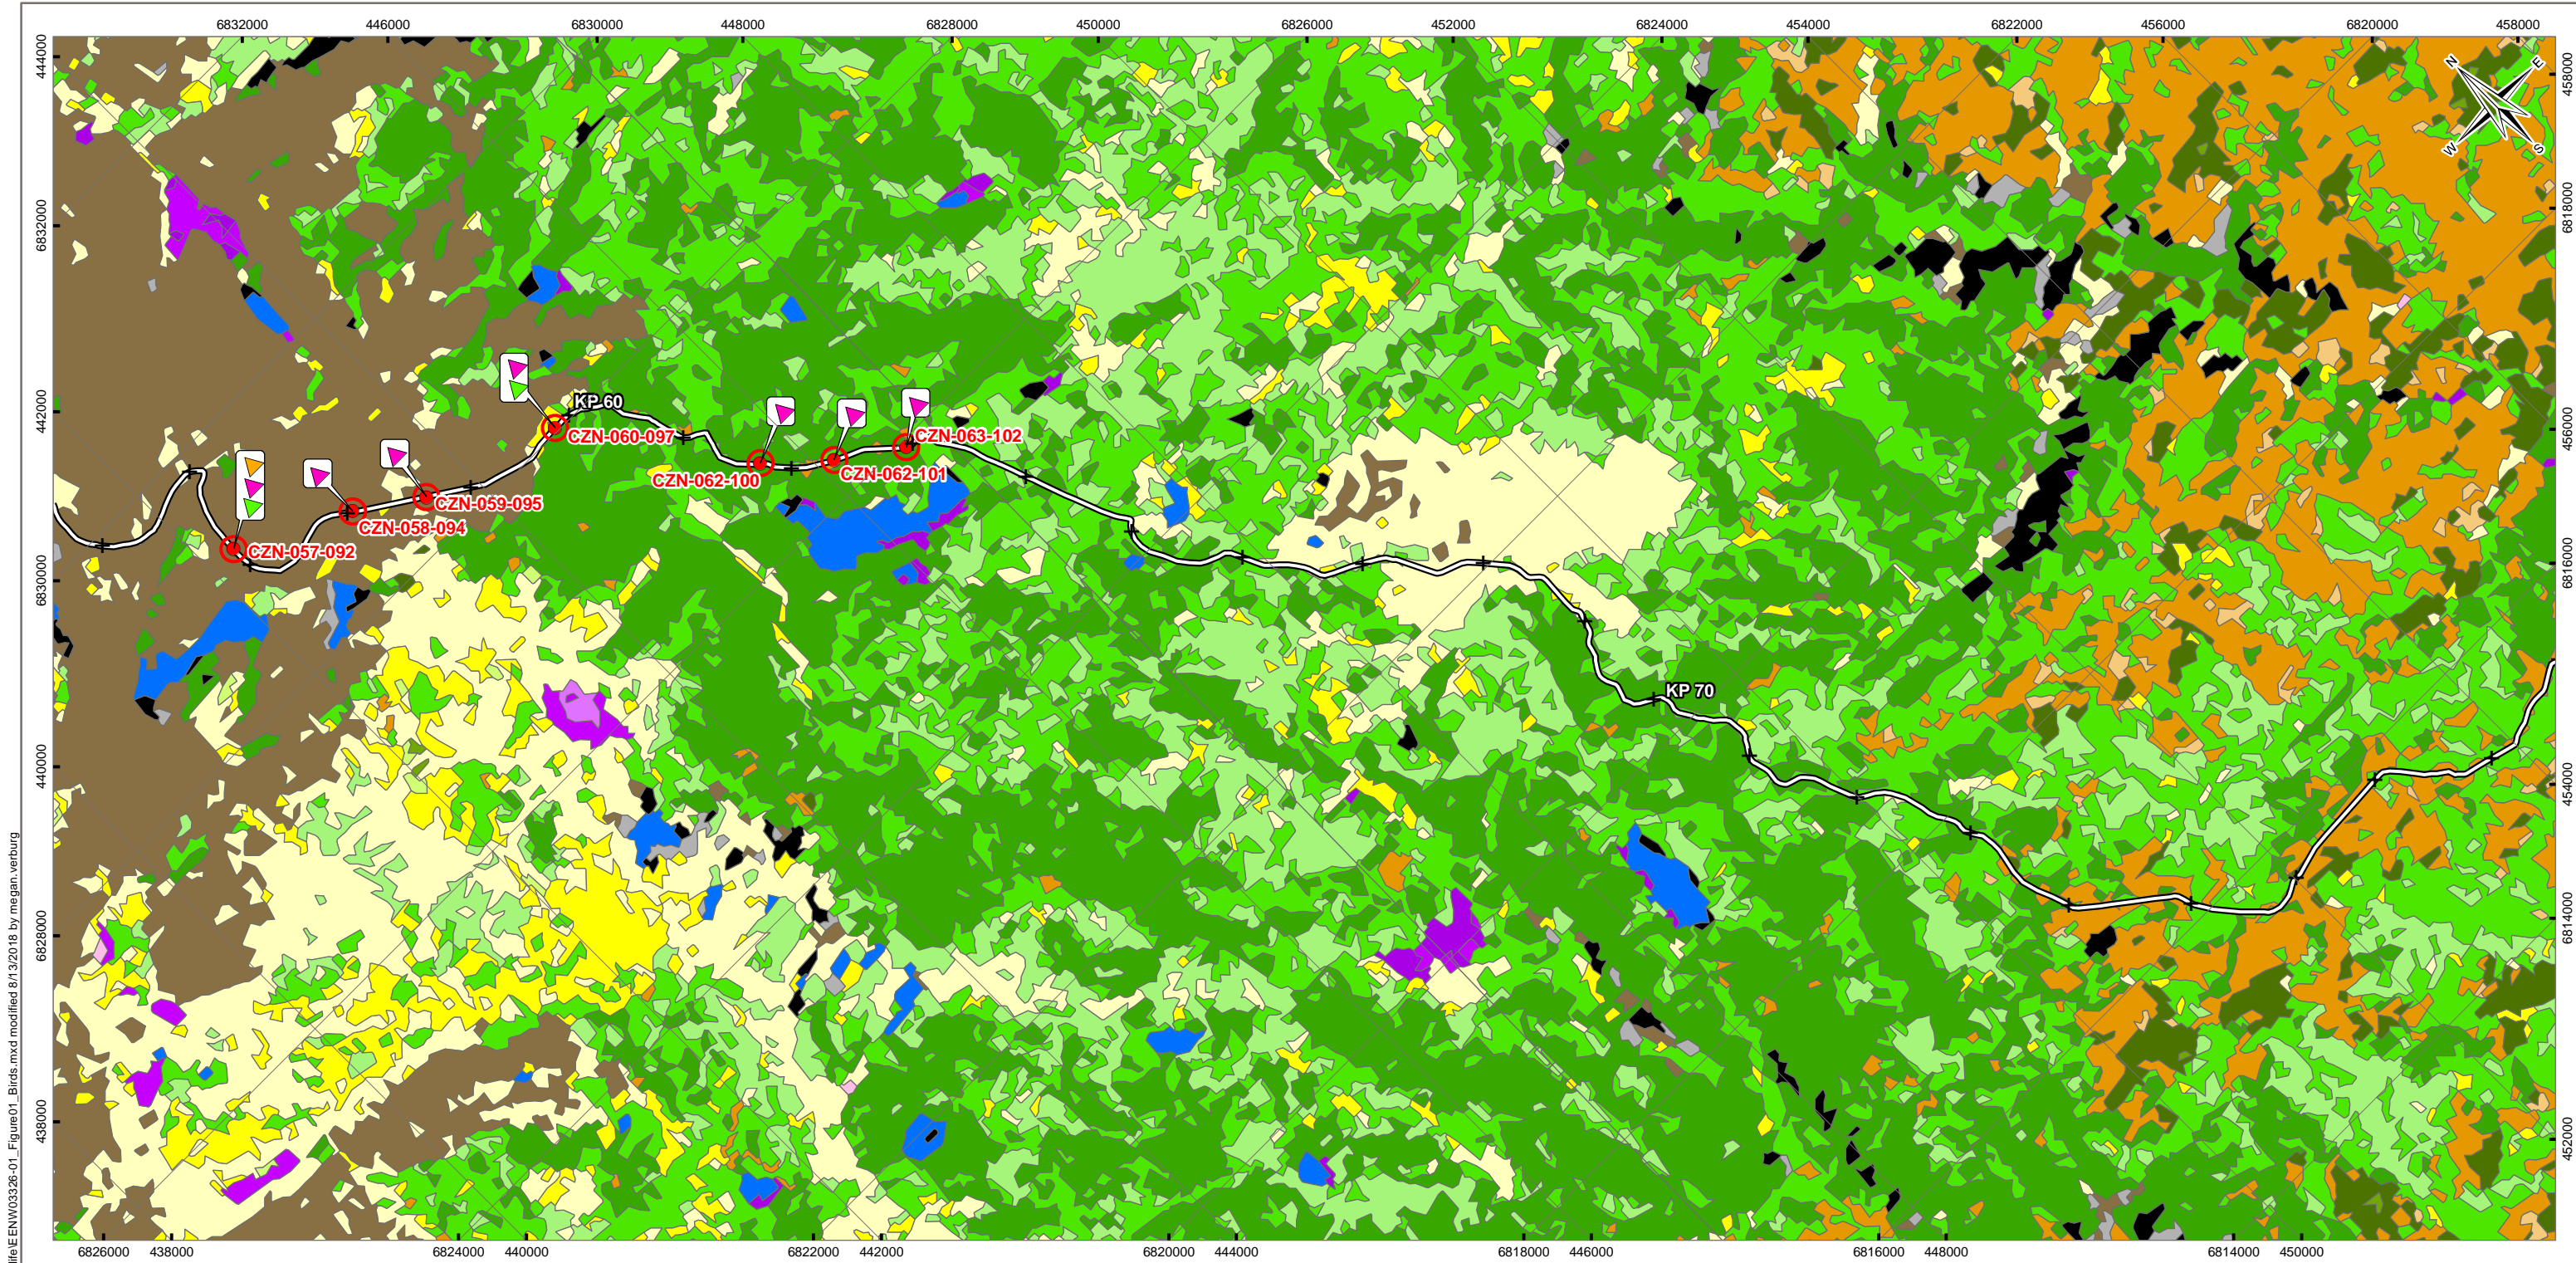 6832000 446000 6830000 448000 6828000 450000 6826000 452000 6824000 454000 6822000 456000 6820000 458000
444000
6832000
442000
6830000
440000
6828000
438000
458000
6818000
456000
6816000
454000
6814000
452000
N E
W S
KP 60
CZN-060-097
CZN-063-102
CZN-062-100
CZN-062-101
CZN-059-095
CZN-058-094
CZN-057-092
KP 70
life\EENW03326-01_Figure01_Birds.mxd modified 8/13/2018 by megan.verburg
6826000 438000 6824000 440000 6822000 442000 6820000 444000 6818000 446000 6816000 448000 6814000 450000